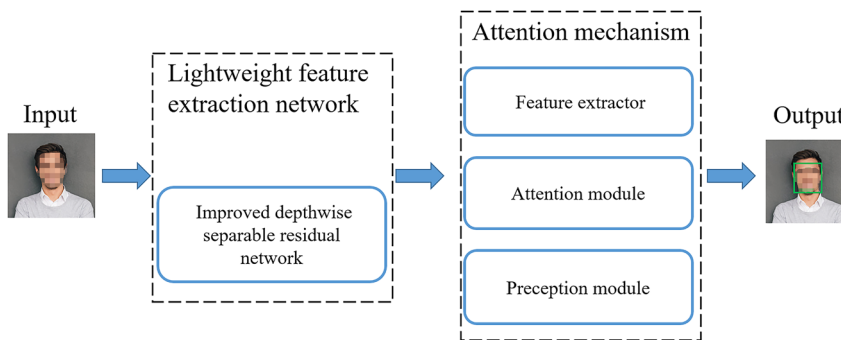 Input
Lightweight feature
extraction network
Improved depthwise
separable residual
network
Attention mechanism
Feature extractor
Attention module
Preception module
Output